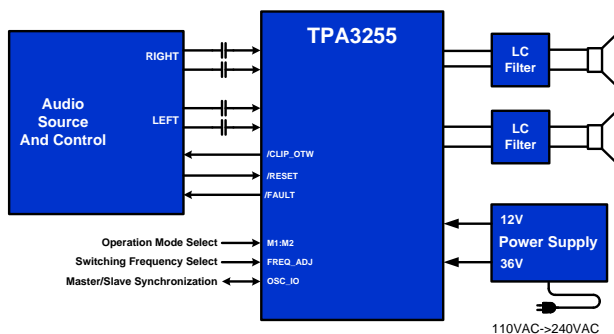 TPA3255
RIGHT
LEFT
Audio
Source
And Control
/CLIP_OTW
/RESET
/FAULT
Operation Mode Select
M1:M2
Switching Frequency Select
FREQ_ADJ
Master/Slave Synchronization
OSC_IO
LC
Filter
LC
Filter
12V
Power Supply
36V
110VAC->240VAC